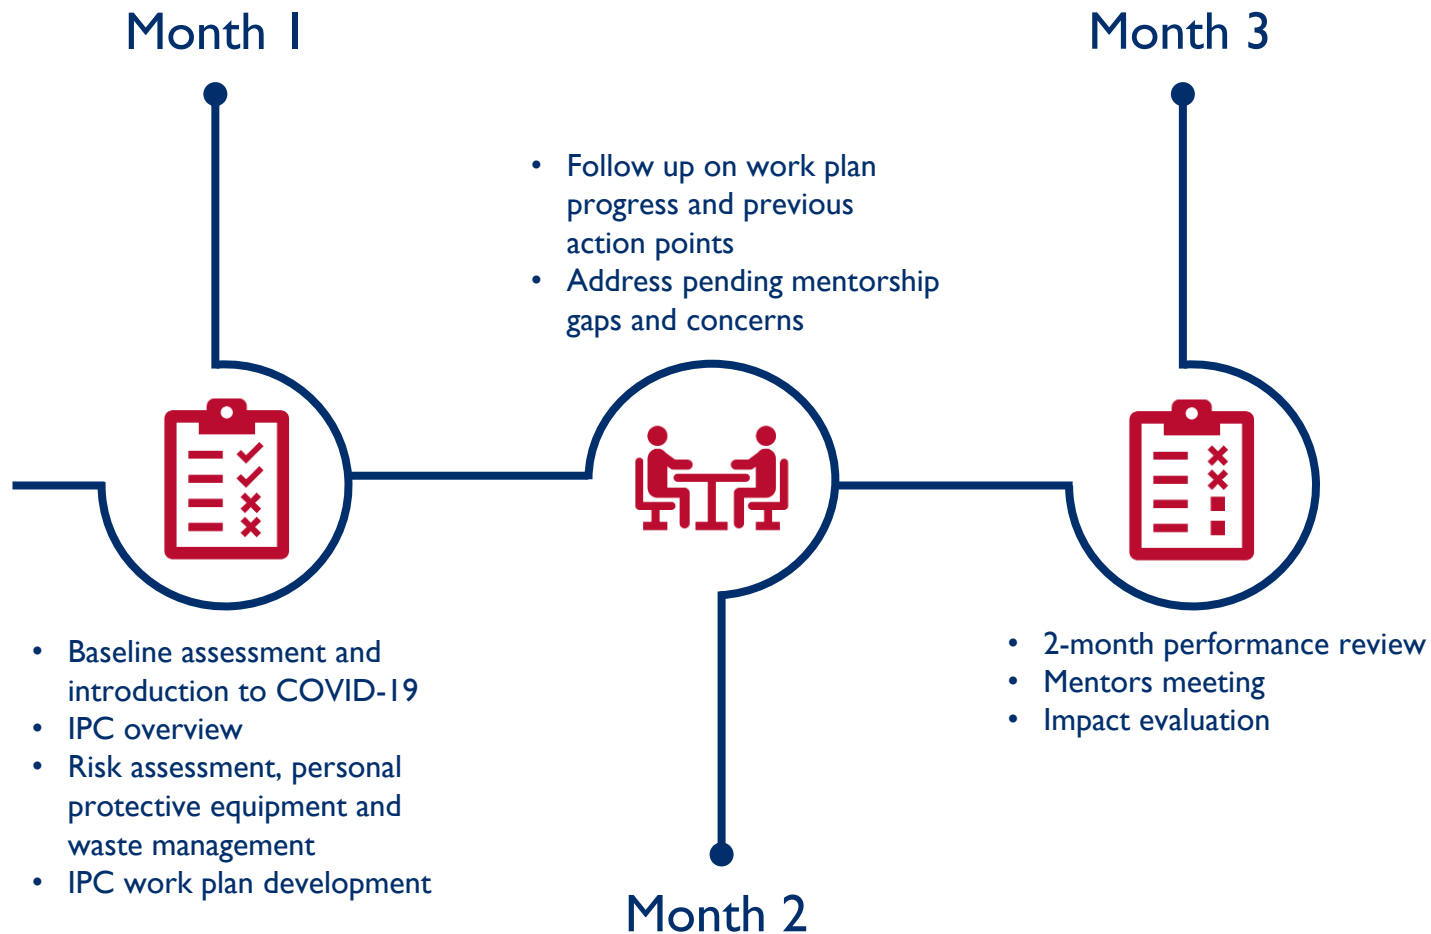 Month 1
Month 3
• Follow up on work plan
progress and previous
action points
• Address pending mentorship
gaps and concerns
• Baseline assessment and
introduction to COVID-19
• IPC overview
• Risk assessment, personal
protective equipment and
waste management
• IPC work plan development
• 2-month performance review
• Mentors meeting
• Impact evaluation
Month 2